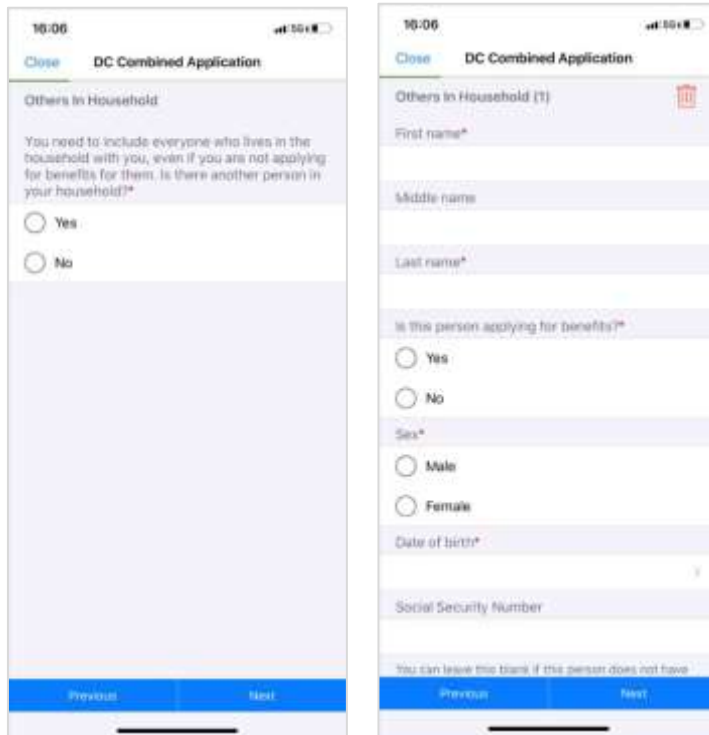 16:06
5G
Close DC Combined Application
Others In Household
You need to include everyone who lives in the
household with you, even if you are not applying
for benefits for them. Is there another person in
your household?*
Yes
No
Previous Next
16:06
5G
Close DC Combined Application
Others In Household (1)
First name*
Middle name
Last name*
Is this person applying for benefits?*
Yes
No
Sex*
Male
Female
Date of birth*
Social Security Number
You can leave this blank if this person does not have
Previous Next